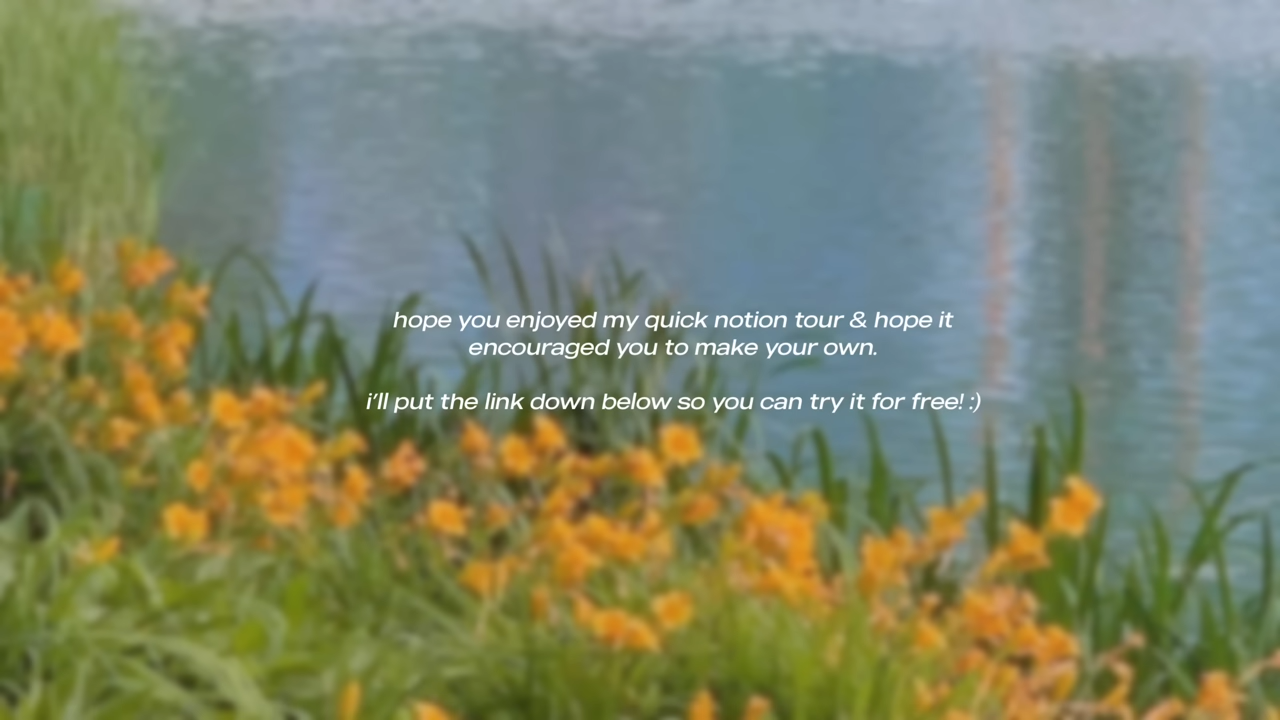 hope you enjoyed my quick notion tour & hope it
encouraged you to make your own.
i'll put the link down below so you can try it for free! :)